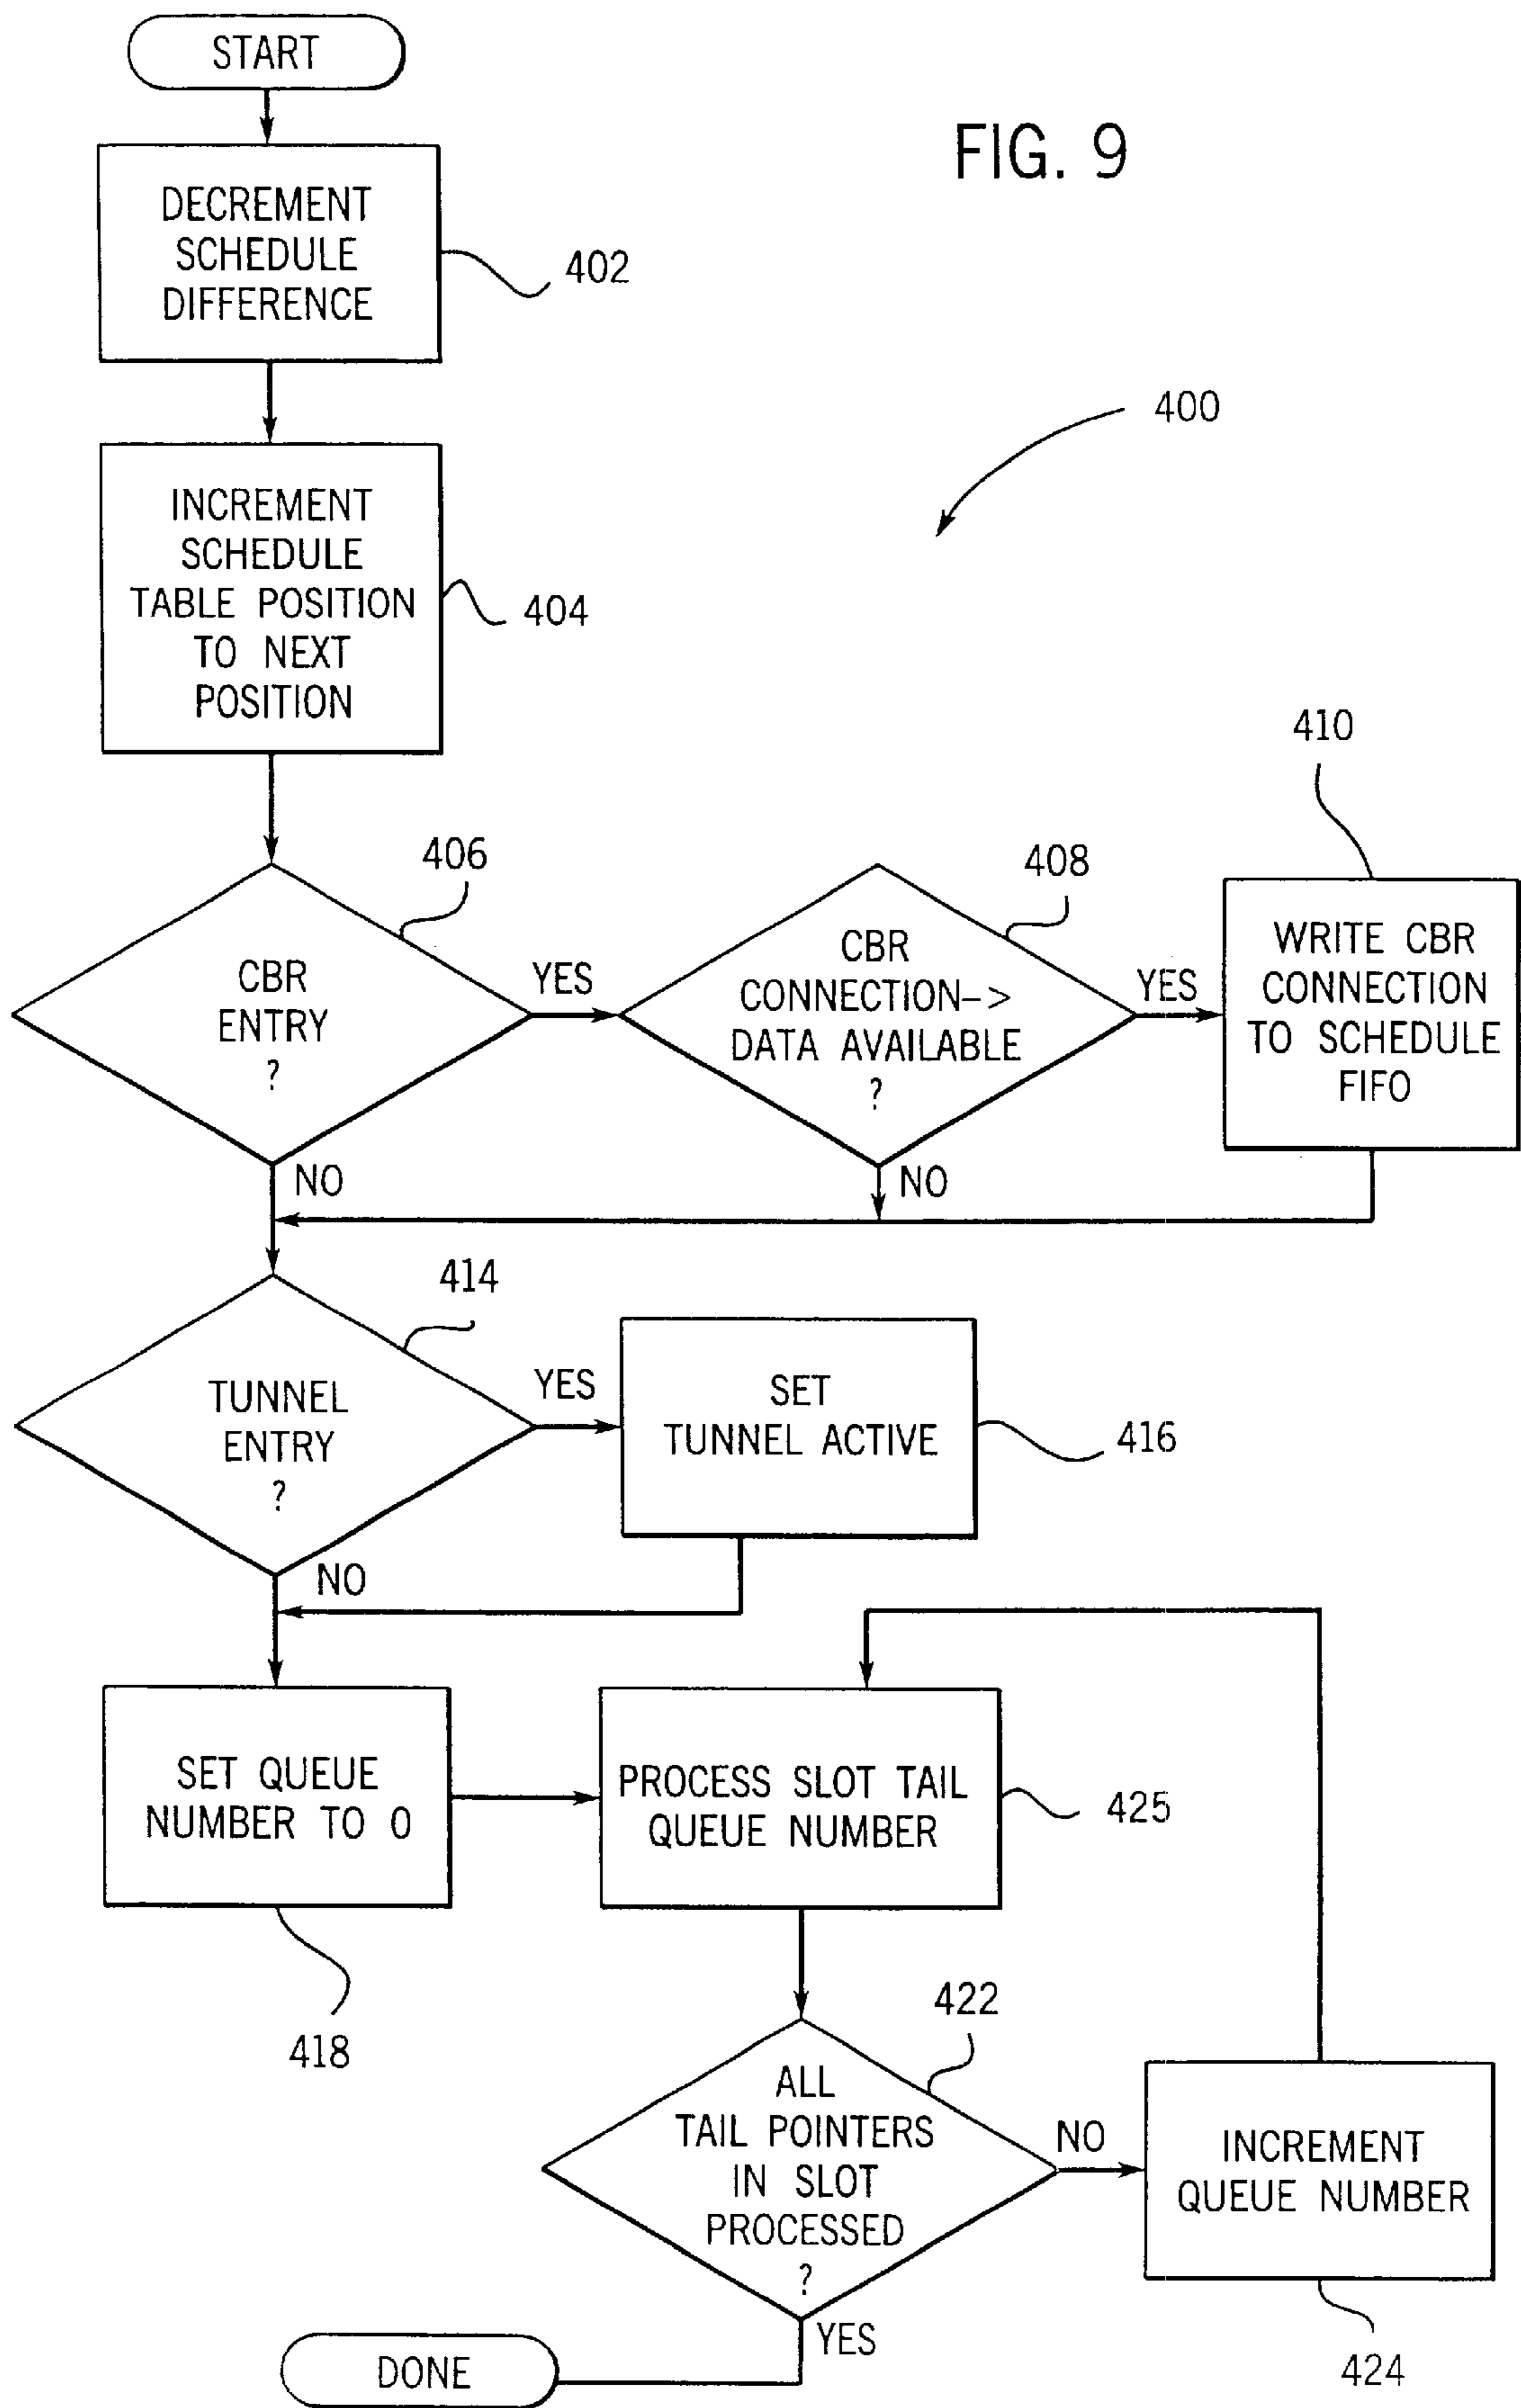 START
FIG. 9
DECREMENT
SCHEDULE
DIFFERENCE
402
400
INCREMENT
SCHEDULE
TABLE POSITION
TO NEXT
POSITION
404
410
406
408
CBR
ENTRY
?
YES
CBR
CONNECTION->
DATA AVAILABLE
?
YES
WRITE CBR
CONNECTION
TO SCHEDULE
FIFO
NO
NO
414
TUNNEL
ENTRY
?
YES
SET
TUNNEL ACTIVE
416
NO
SET QUEUE
NUMBER TO 0
PROCESS SLOT TAIL
QUEUE NUMBER
425
418
422
ALL
TAIL POINTERS
IN SLOT
PROCESSED
?
NO
INCREMENT
QUEUE NUMBER
YES
424
DONE